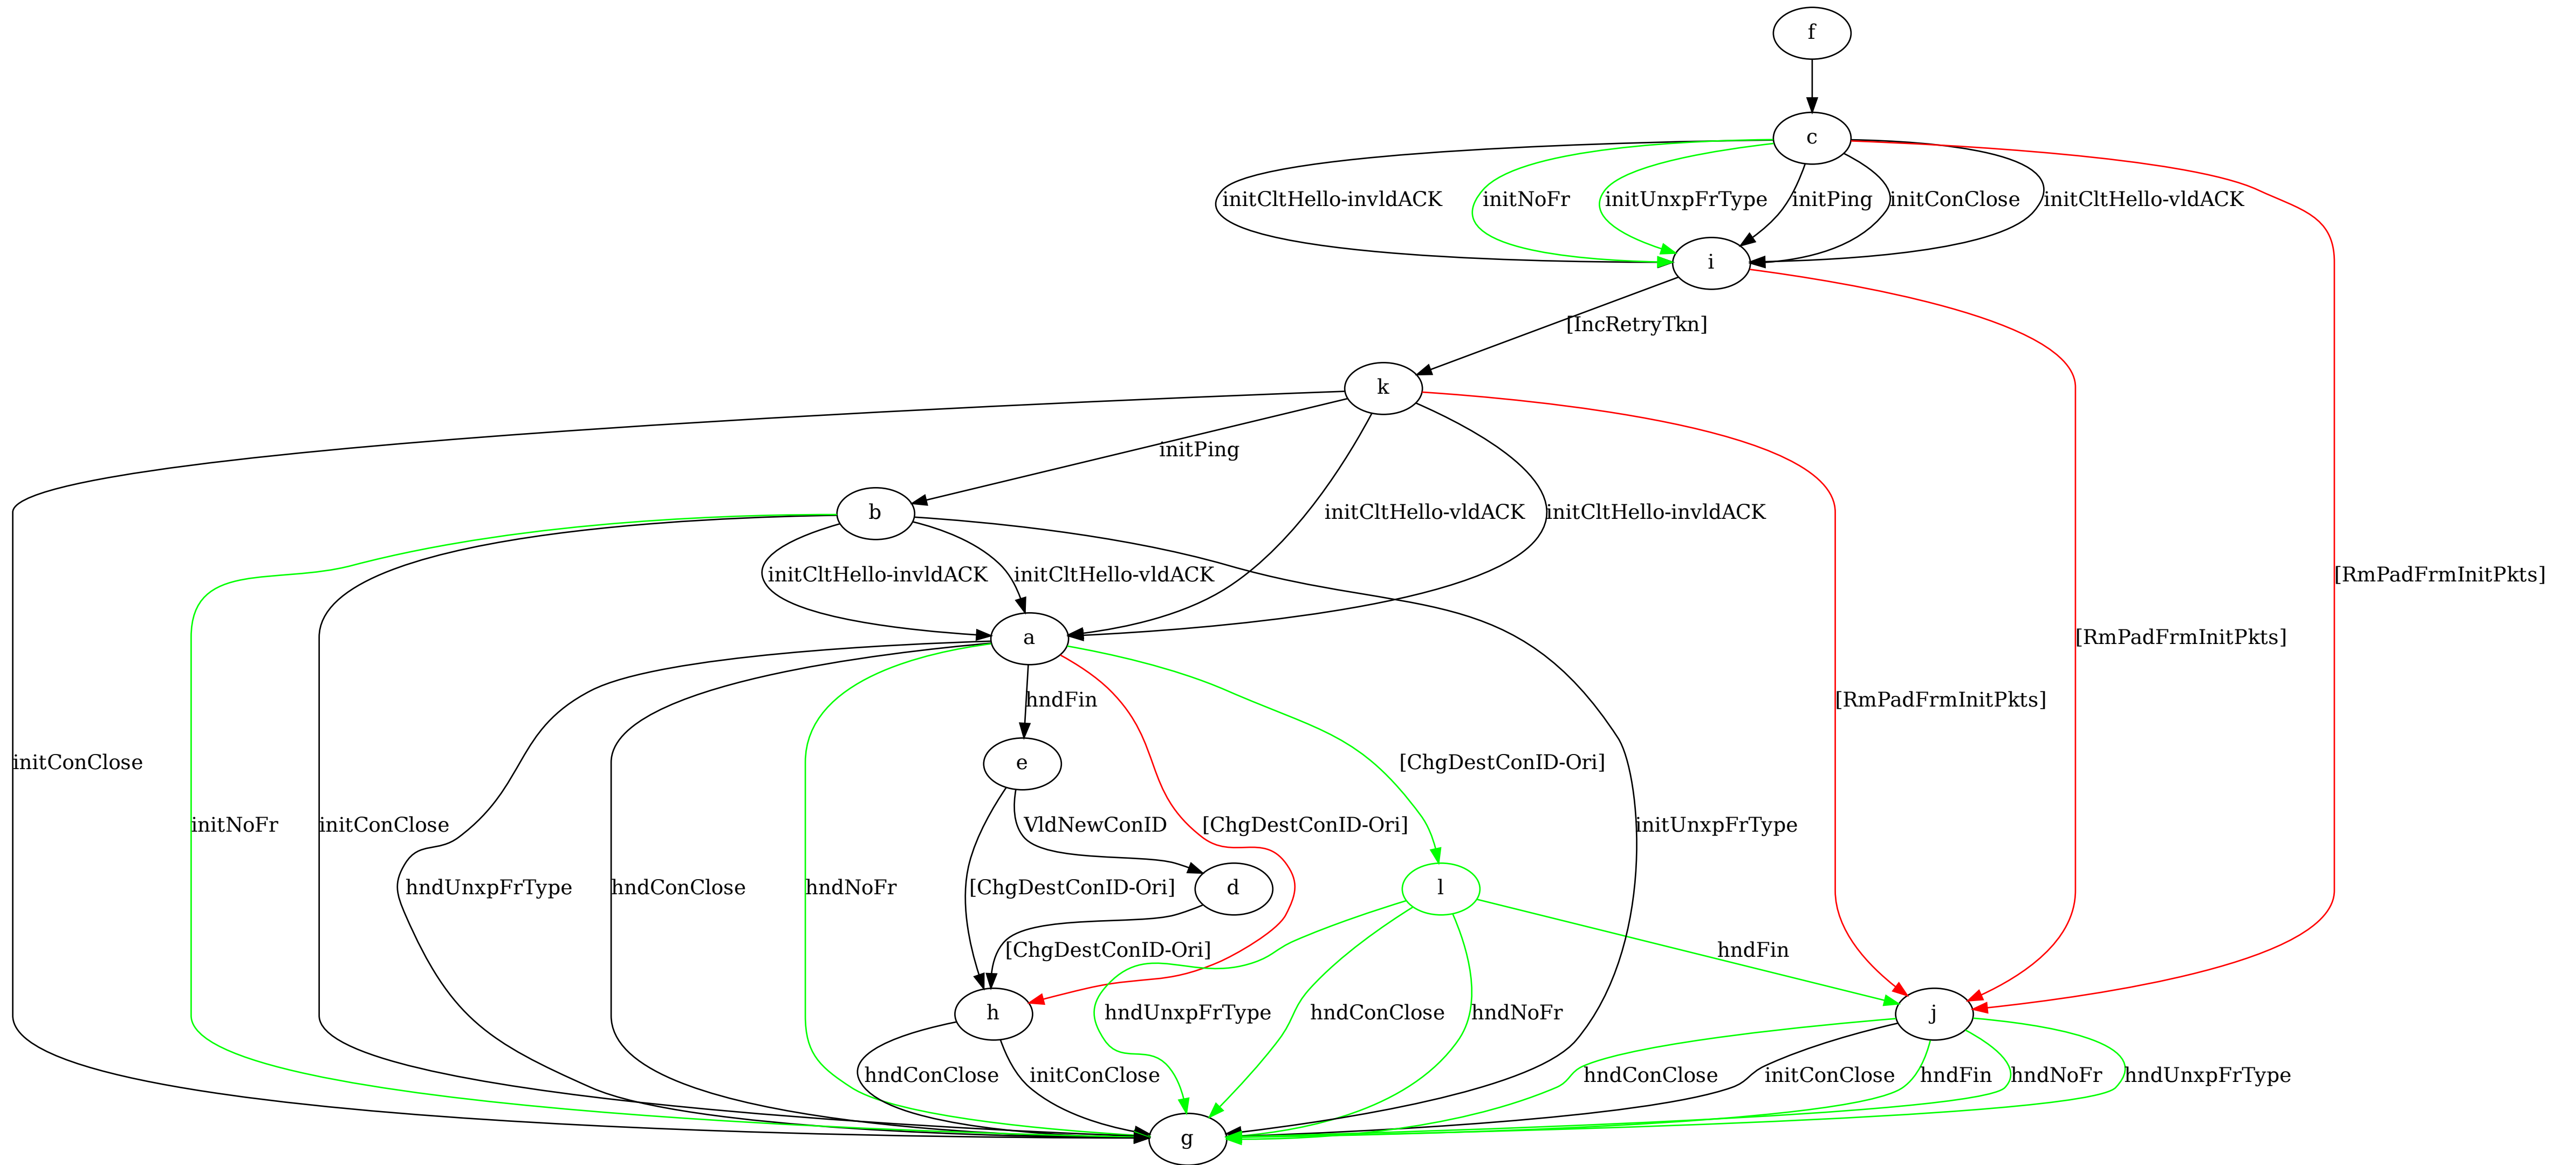 f
c
initCltHello-invldACK
initNoFr
initUnxpFrType
initPing
initConClose
initCltHello-vldACK
i
[IncRetryTkn]
k
initPing
b
initCltHello-vldACK
initCltHello-invldACK
initCltHello-invldACK
initCltHello-vldACK
[RmPadFrmInitPkts]
a
[RmPadFrmInitPkts]
hndFin
[RmPadFrmInitPkts]
initConClose
e
[ChgDestConID-Ori]
initNoFr
initConClose
VldNewConID
[ChgDestConID-Ori]
initUnxpFrType
hndUnxpFrType
hndConClose
hndNoFr
[ChgDestConID-Ori]
d
l
[ChgDestConID-Ori]
hndFin
h
hndUnxpFrType
hndConClose
hndNoFr
j
hndConClose
initConClose
hndConClose
initConClose
hndFin
hndNoFr
hndUnxpFrType
g